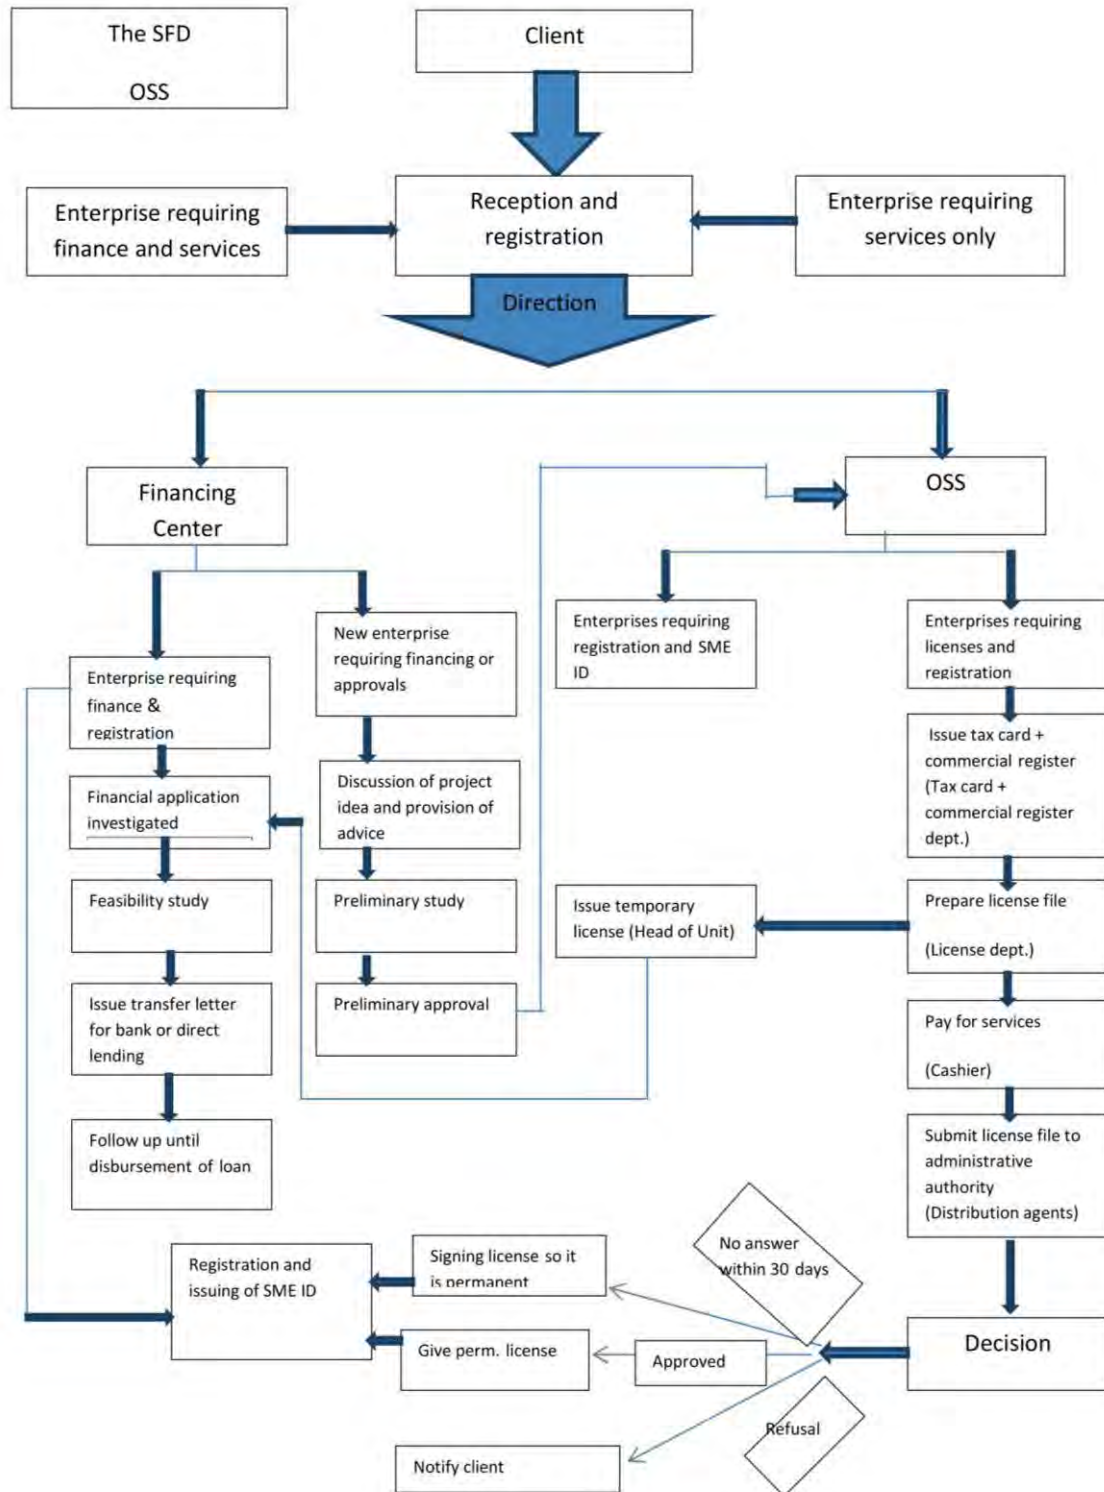 The SFD
OSS
Client
Enterprise requiring
finance and services
Reception and
registration
Enterprise requiring
services only
Direction
Financing
Center
OSS
Enterprise requiring
finance &
registration
New enterprise
requiring financing or
approvals
Enterprises requiring
registration and SME
ID
Enterprises requiring
licenses and
registration
Financial application
investigated
Discussion of project
idea and provision of
advice
Issue tax card +
commercial register
(Tax card +
commercial register
dept.)
Feasibility study
Preliminary study
Issue temporary
license (Head of Unit)
Prepare license file
(License dept.)
Issue transfer letter
for bank or direct
lending
Preliminary approval
Pay for services
(Cashier)
Follow up until
disbursement of loan
Submit license file to
administrative
authority
(Distribution agents)
Registration and
issuing of SME ID
Signing license so it
is permanent
No answer
within 30 days
Give perm. license
Approved
Decision
Refusal
Notify client